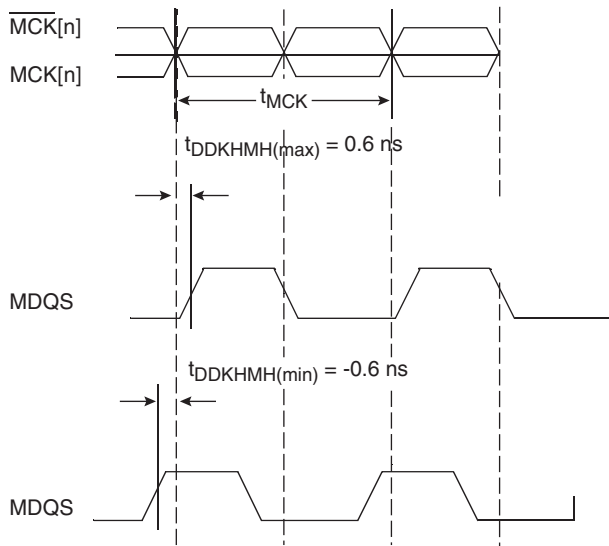 MCK[n]
MCK[n]
tMCK
tDDKHMH(max) = 0.6 ns
MDQS
tDDKHMH(min) = -0.6 ns
MDQS